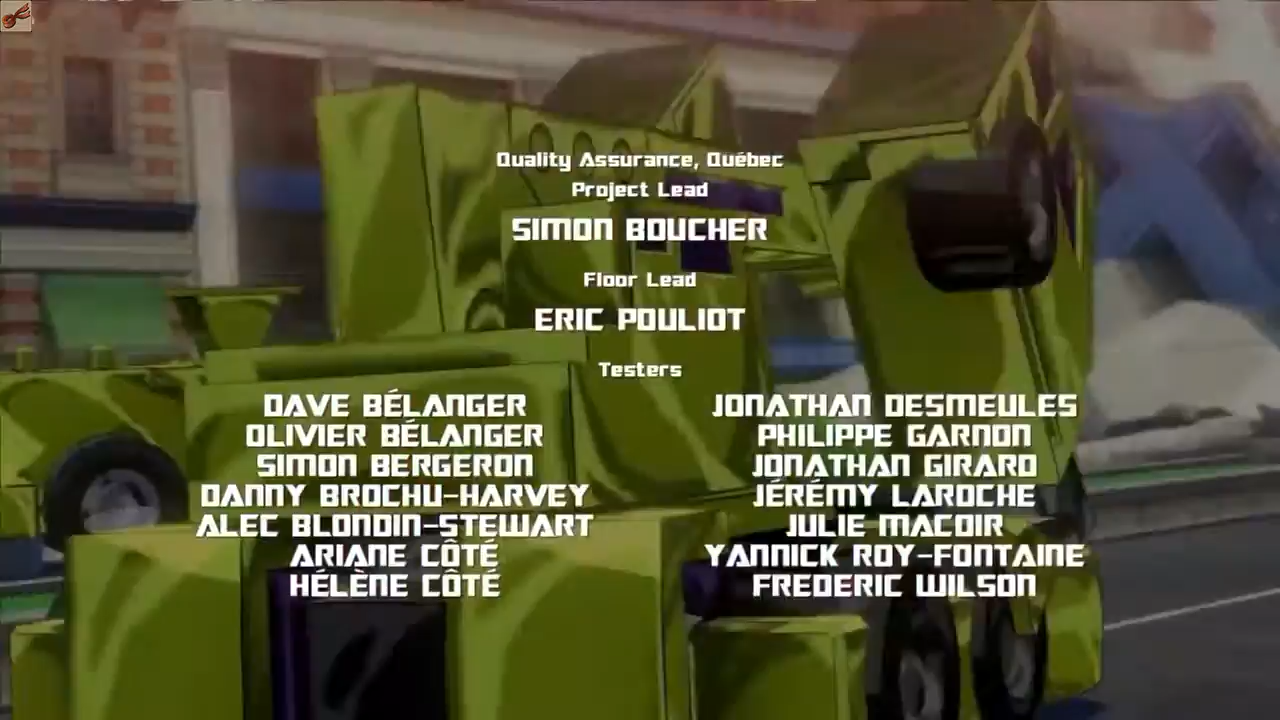 Quality Assurance, Québec
Project Lead
SIMON BOUCHER
Floor Lead
ERIC POULIOT
Testers
DAVE BÉLANGER
OLIVIER BÉLANGER
SIMON BERGERON
DANNY BROCHU-HARVEY
ALEC BLONDIN-STEWART
ARIANE CÔTÉ
HÉLÈNE CÔTÉ
JONATHAN DESMEULES
PHILIPPE GARNON
JONATHAN GIRARD
JÉRÉMY LAROCHE
JULIE MACOIR
YANNICK ROY-FONTAINE
FREDERIC WILSON